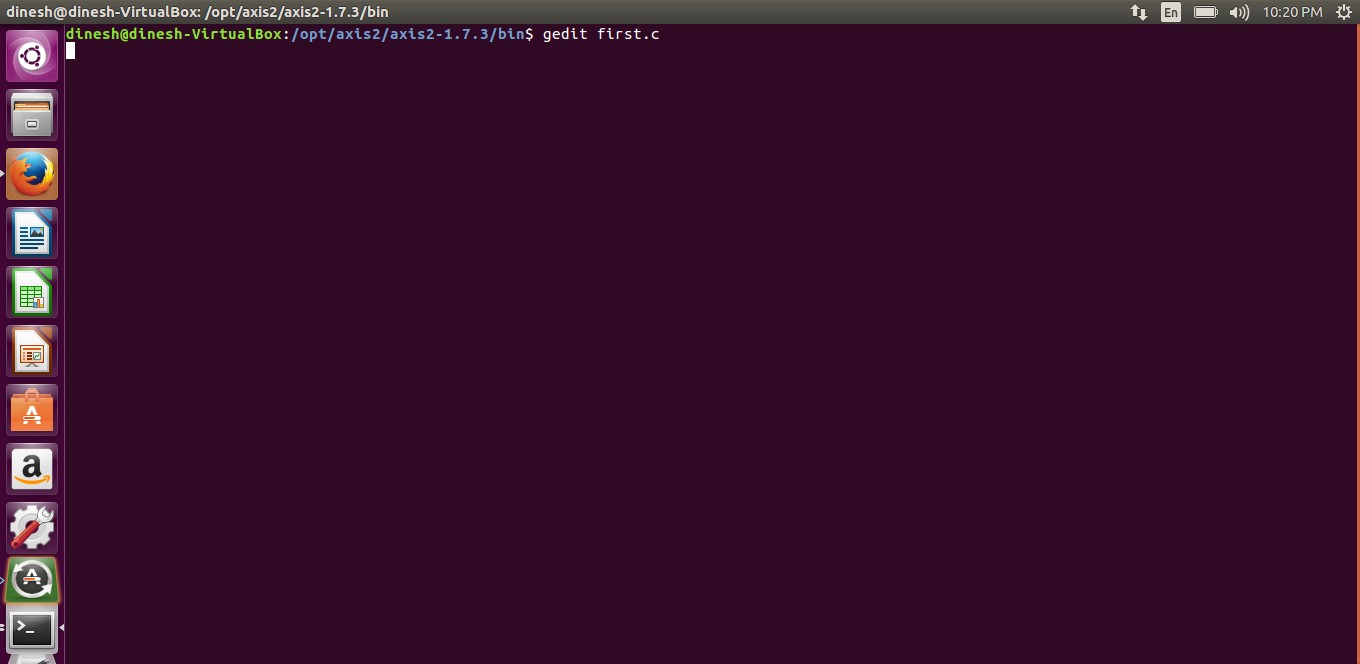 dinesh@dinesh-VirtualBox: /opt/axis2/axis2-1.7.3/bin
En
10:20 PM
dinesh@dinesh-VirtualBox:/opt/axis2/axis2-1.7.3/bin$ gedit first.c
A
a
A
>_